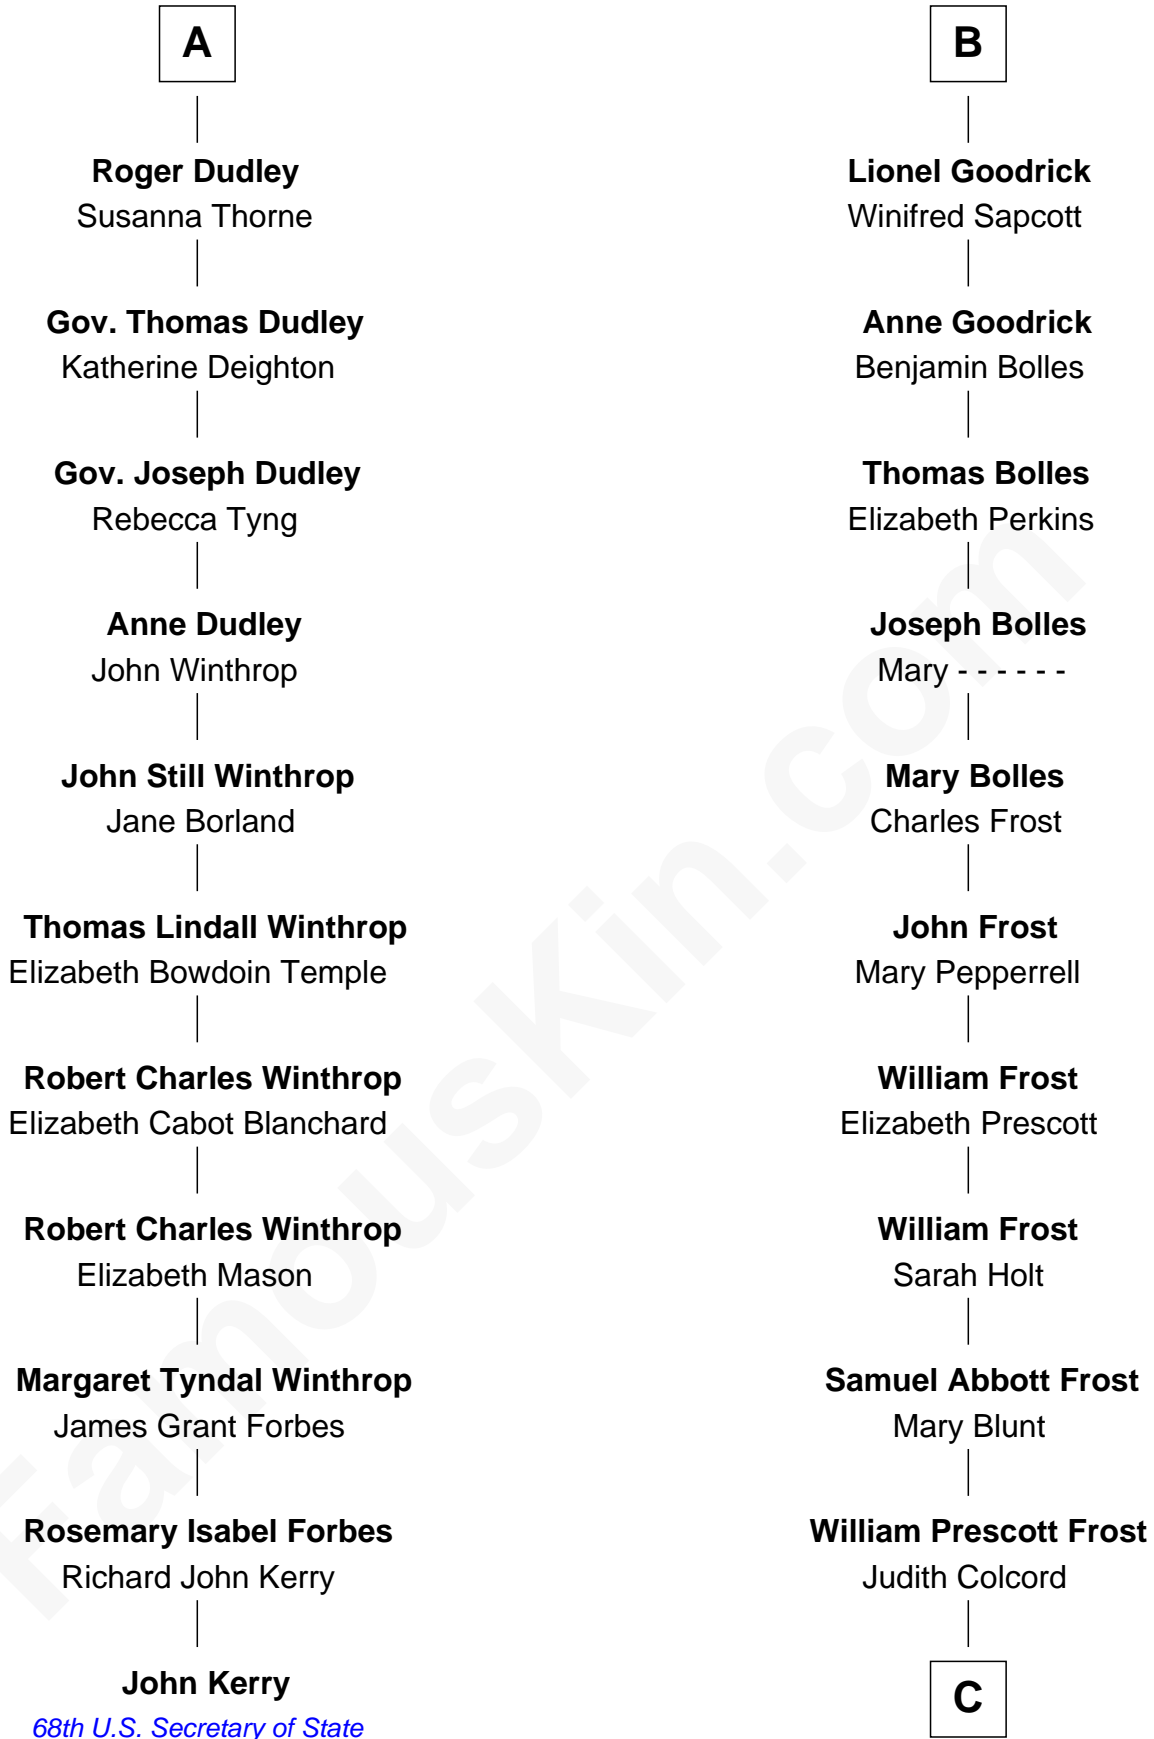 A
Roger Dudley
Susanna Thorne
Gov. Thomas Dudley
Katherine Deighton
Gov. Joseph Dudley
Rebecca Tyng
Anne Dudley
John Winthrop
John Still Winthrop
Jane Borland
Thomas Lindall Winthrop
Elizabeth Bowdoin Temple
Robert Charles Winthrop
Elizabeth Cabot Blanchard
Robert Charles Winthrop
Elizabeth Mason
Margaret Tyndal Winthrop
James Grant Forbes
Rosemary Isabel Forbes
Richard John Kerry
John Kerry
68th U.S. Secretary of State
B
Lionel Goodrick
Winifred Sapcott
Anne Goodrick
Benjamin Bolles
Thomas Bolles
Elizabeth Perkins
Joseph Bolles
Mary - - - - - -
Mary Bolles
Charles Frost
John Frost
Mary Pepperrell
William Frost
Elizabeth Prescott
William Frost
Sarah Holt
Samuel Abbott Frost
Mary Blunt
William Prescott Frost
Judith Colcord
C
FamousKin.com